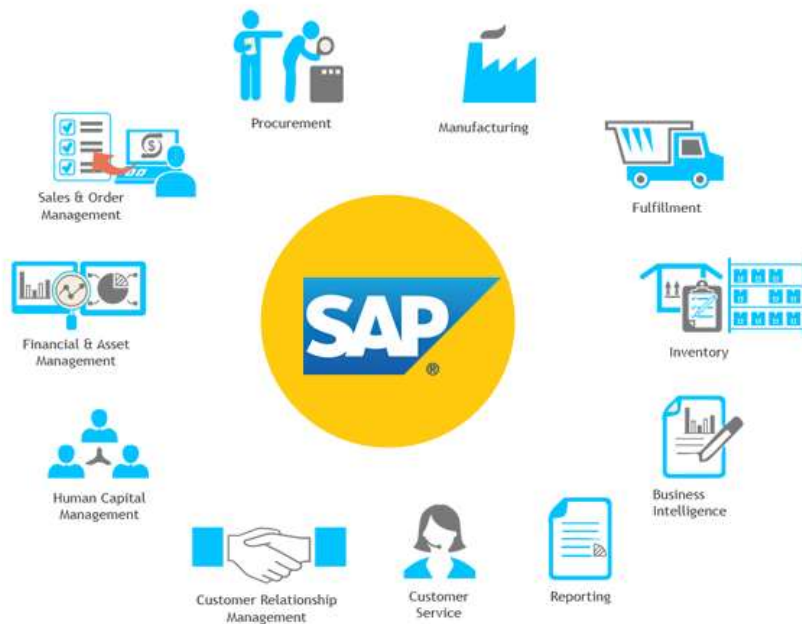 Procurement
Manufacturing
Sales & Order
Management
Fulfillment
SAP
®
Financial & Asset
Management
Inventory
Human Capital
Management
Business
Intelligence
Customer Relationship
Management
Customer
Service
Reporting